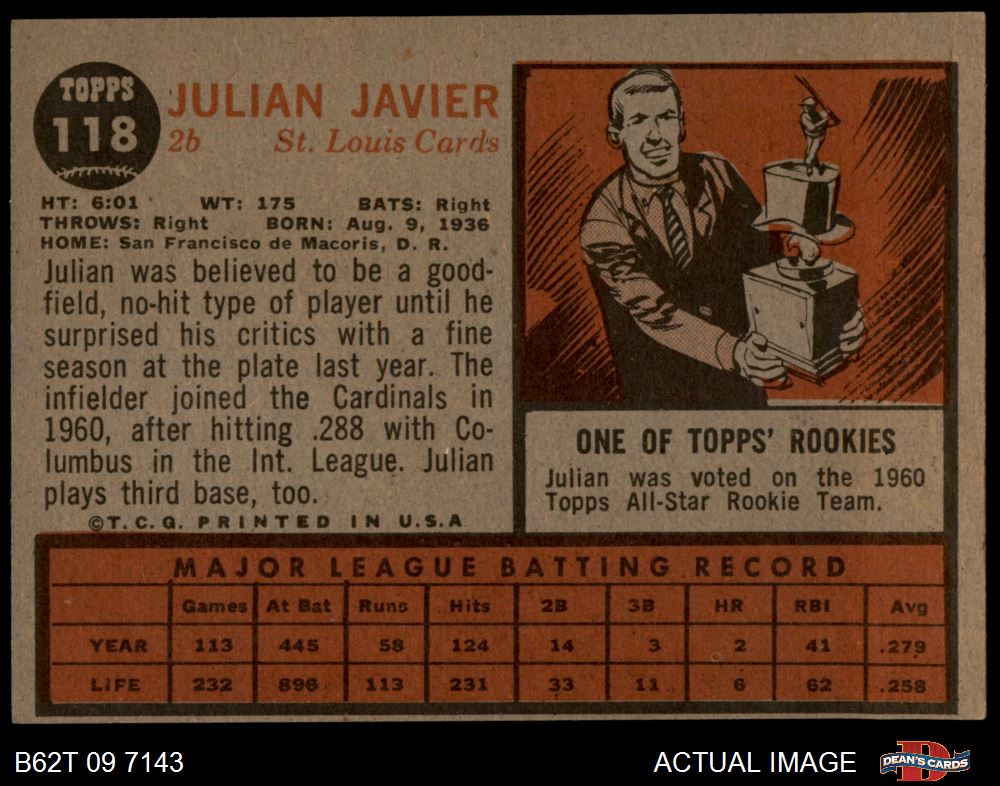 TOPPS
118
JULIAN JAVIER
2b St. Louis Cards
HT: 6:01 WT: 175 BATS: Right
THROWS: Right BORN: Aug. 9, 1936
HOME: San Francisco de Macoris, D. R.
Julian was believed to be a good-
field, no-hit type of player until he
surprised his critics with a fine
season at the plate last year. The
infielder joined the Cardinals in
1960, after hitting .288 with Co-
lumbus in the Int. League. Julian
plays third base, too.
©T.C.G. PRINTED IN U.S.A
ONE OF TOPPS' ROOKIES
Julian was voted on the 1960
Topps All-Star Rookie Team.
MAJOR LEAGUE BATTING RECORD
Games At Bat Runs Hits 2B 3B HR RBI Avg
YEAR 113 445 58 124 14 3 2 41 .279
LIFE 232 896 113 231 33 11 6 62 .258
B62T 09 7143 ACTUAL IMAGE DEAN'S CARDS